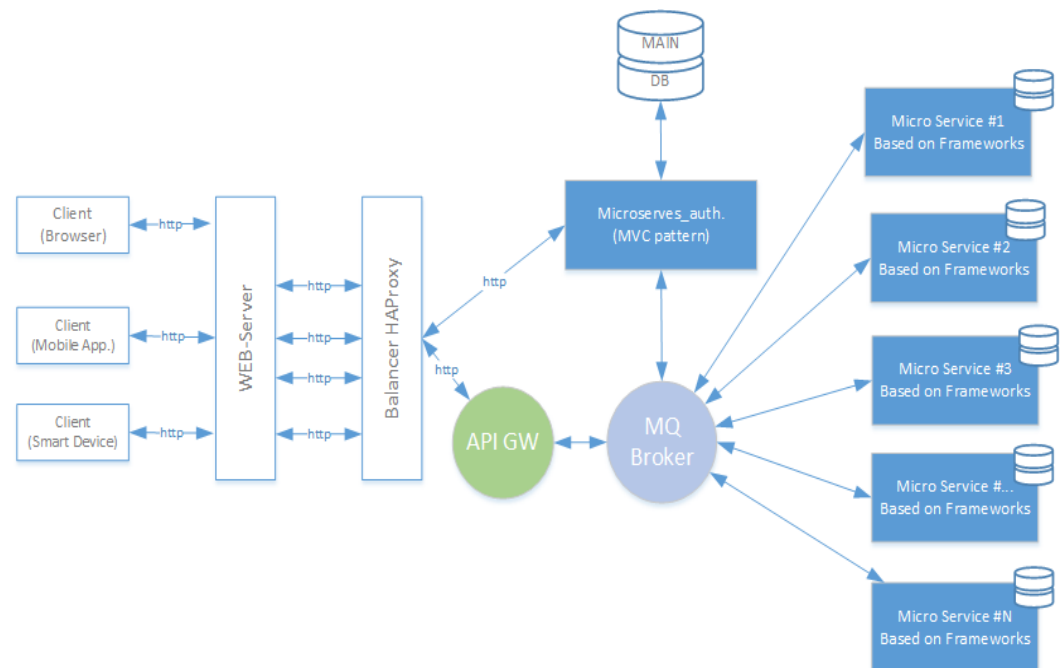 MAIN
DB
Micro Service #1
Based on Frameworks
Microserves_auth.
(MVC pattern)
Micro Service #2
Based on Frameworks
Client
(Browser)
http
Client
(Mobile App.)
http
Client
(Smart Device)
http
WEB-Server
http
http
http
http
Balancer HAProxy
http
http
API GW
MQ
Broker
Micro Service #3
Based on Frameworks
Micro Service #...
Based on Frameworks
Micro Service #N
Based on Frameworks